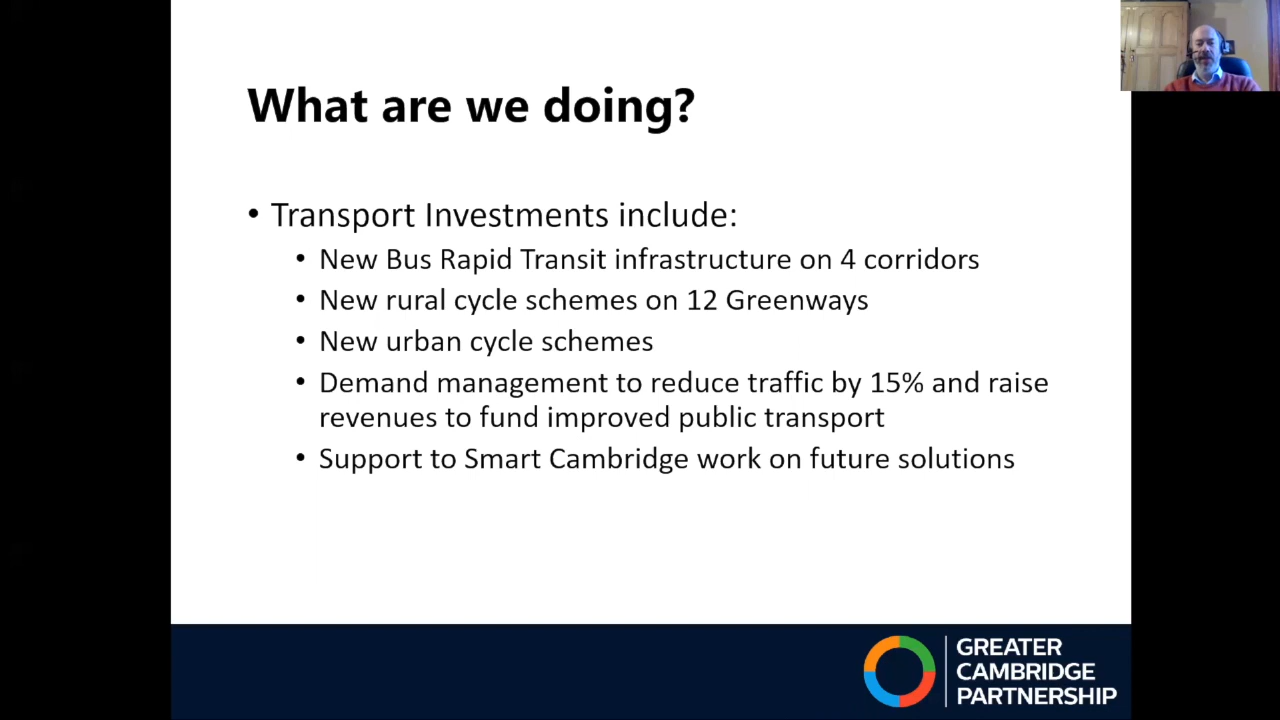 What are we doing?
• Transport Investments include:
• New Bus Rapid Transit infrastructure on 4 corridors
• New rural cycle schemes on 12 Greenways
• New urban cycle schemes
• Demand management to reduce traffic by 15% and raise
revenues to fund improved public transport
• Support to Smart Cambridge work on future solutions
GREATER
CAMBRIDGE
PARTNERSHIP